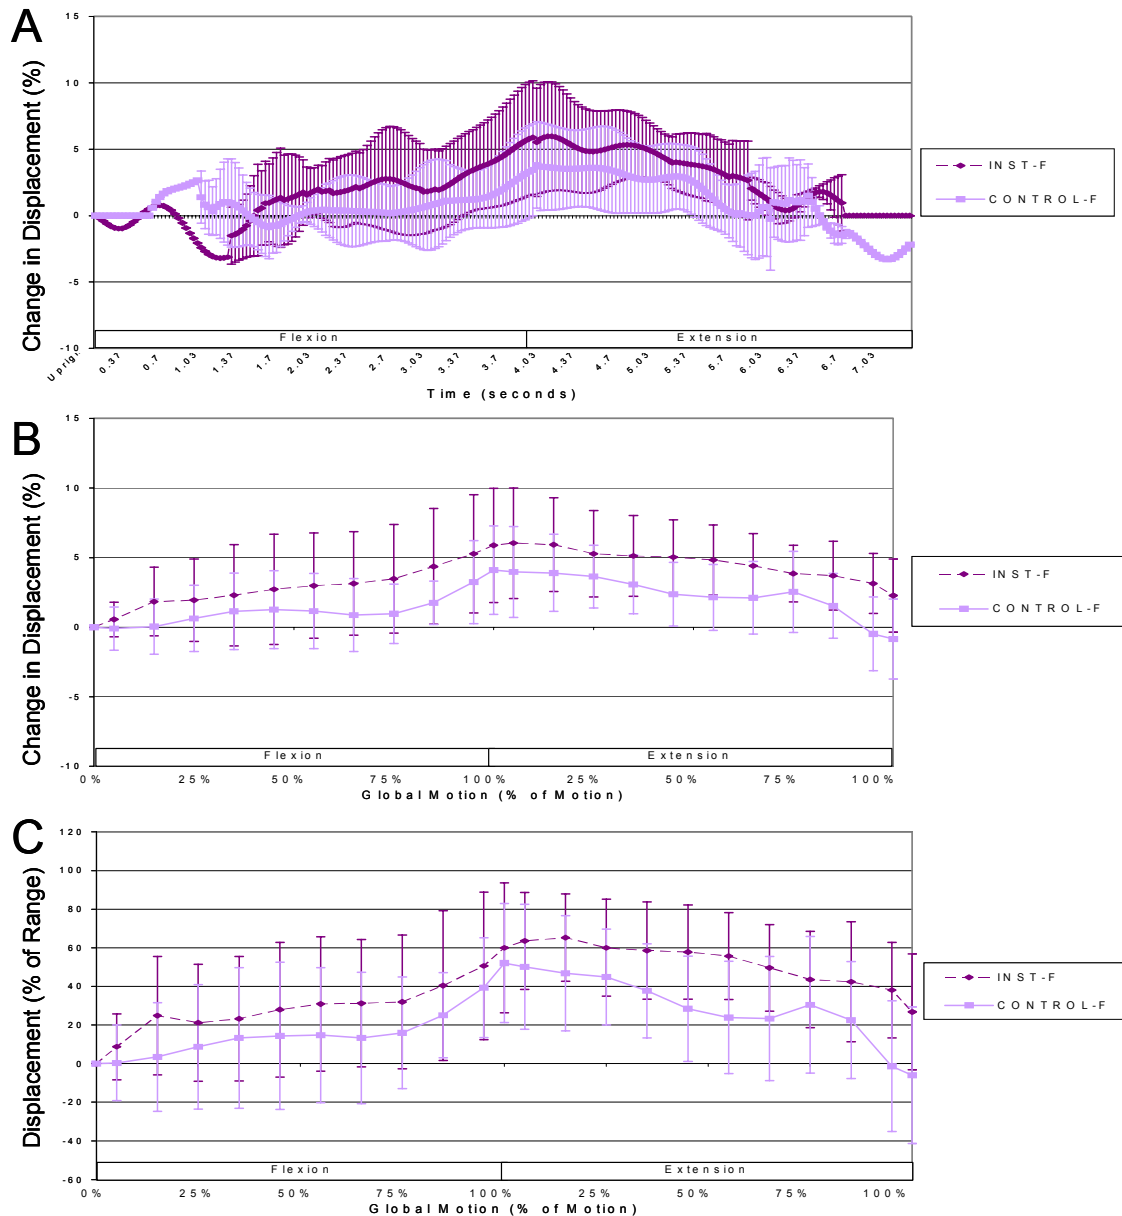 A
Change in Displacement (%)
15
10
5
0
-5
-10
Flexion
Extension
Uprig.
0.37
0.7
1.03
1.37
1.7
2.03
2.37
2.7
3.03
3.37
3.7
4.03
4.37
4.7
5.03
5.37
5.7
6.03
6.37
6.7
7.03
Time (seconds)
INST-F
CONTROL-F
B
Change in Displacement (%)
15
10
5
0
-5
-10
Flexion
Extension
0%
25%
50%
75%
100%
25%
50%
75%
100%
Global Motion (% of Motion)
INST-F
CONTROL-F
C
Displacement (% of Range)
120
100
80
60
40
20
0
-20
-40
-60
Flexion
Extension
0%
25%
50%
75%
100%
25%
50%
75%
100%
Global Motion (% of Motion)
INST-F
CONTROL-F